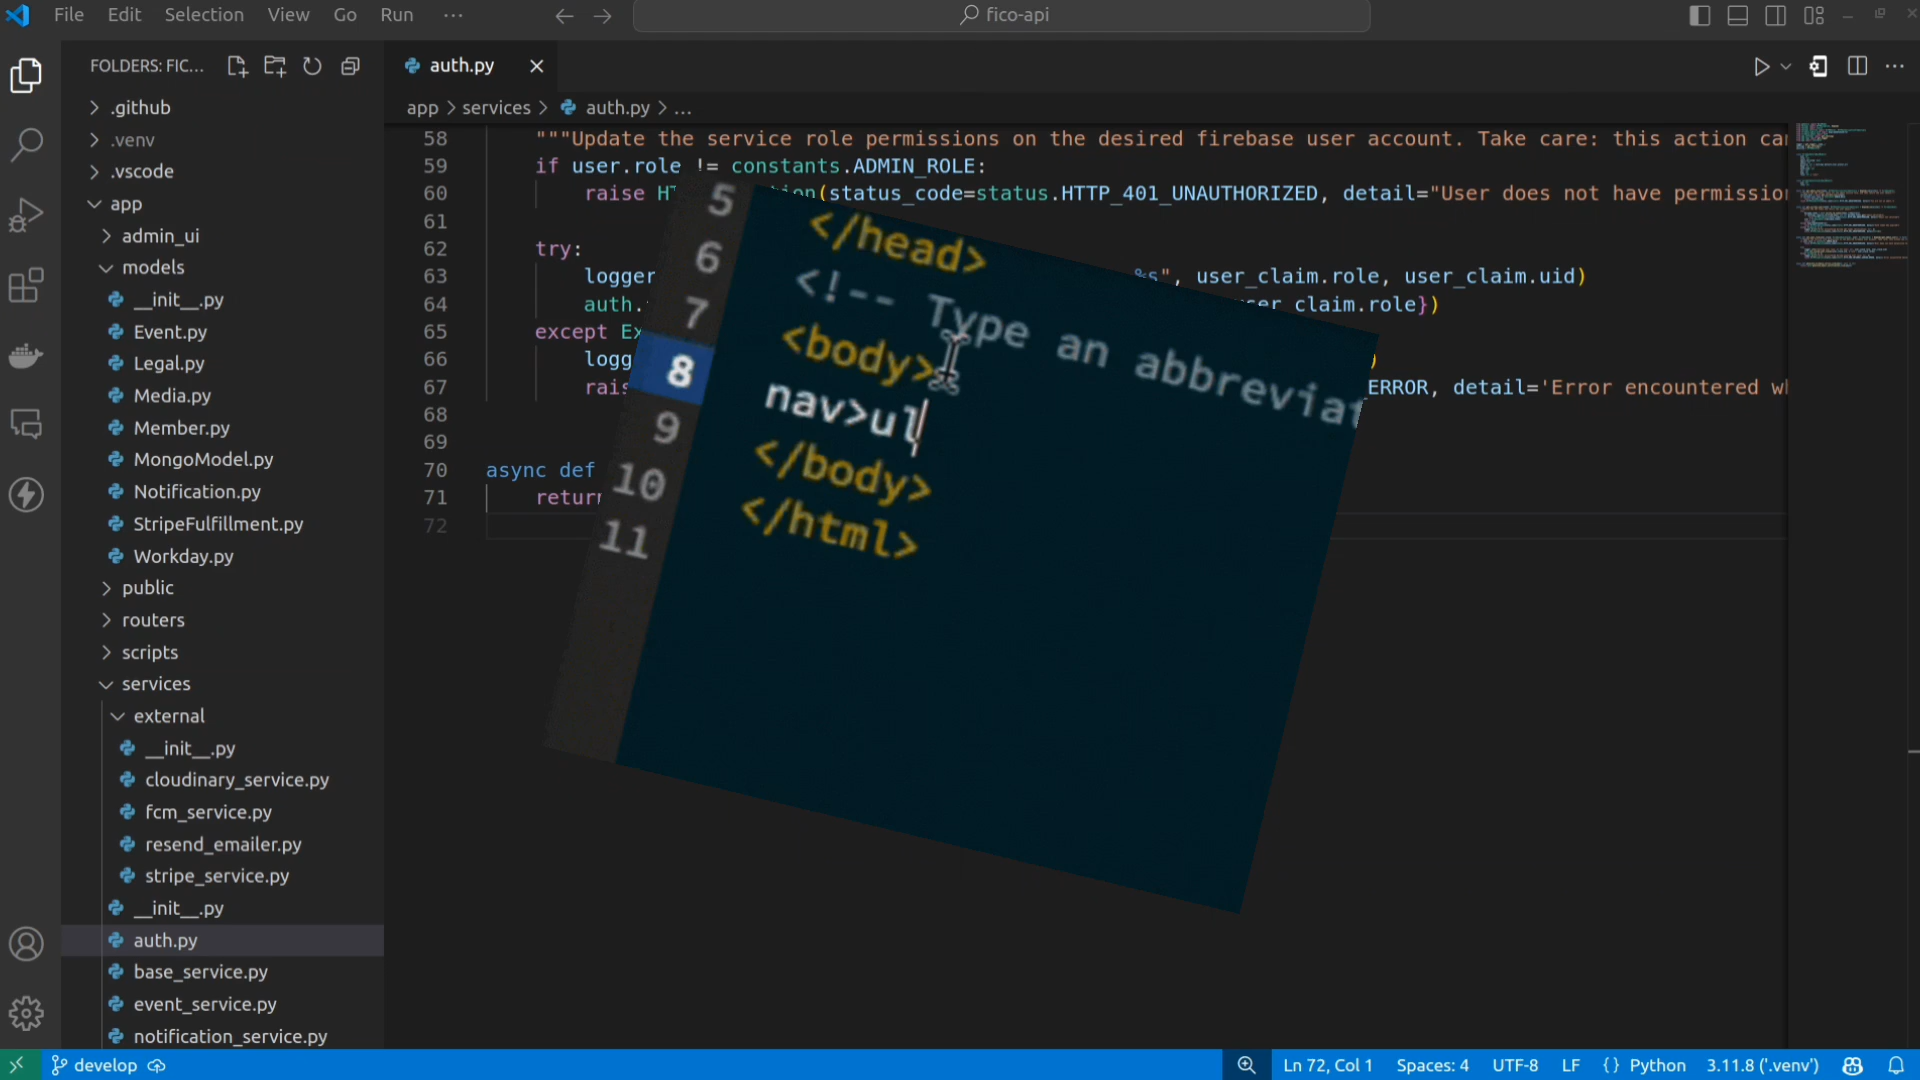 File Edit Selection View Go Run ···
fico-api
FOLDERS: FIC...
auth.py
app > services > auth.py > ...
.github
.venv
.vscode
app
admin_ui
models
__init__.py
Event.py
Legal.py
Media.py
Member.py
MongoModel.py
Notification.py
StripeFulfillment.py
Workday.py
public
routers
scripts
services
external
__init__.py
cloudinary_service.py
fcm_service.py
resend_emailer.py
stripe_service.py
__init__.py
auth.py
base_service.py
event_service.py
notification_service.py
58 """Update the service role permissions on the desired firebase user account. Take care: this action
59 if user.role != constants.ADMIN_ROLE:
60 raise (status_code=status.HTTP_401_UNAUTHORIZED, detail="User does not have
61
62 try:
63 logger %s", user_claim.role, user_claim.uid)
64 auth. claim.role})
65 except
66
67 ERROR, detail='Error encountered
68
69
70 async def
71 return
72
5 </head>
6 <!-- Type an
7 <body>
8 nav>ul
9 </body>
10 </html>
11
develop
Ln 72, Col 1 Spaces: 4 UTF-8 LF {} Python 3.11.8 ('.venv')